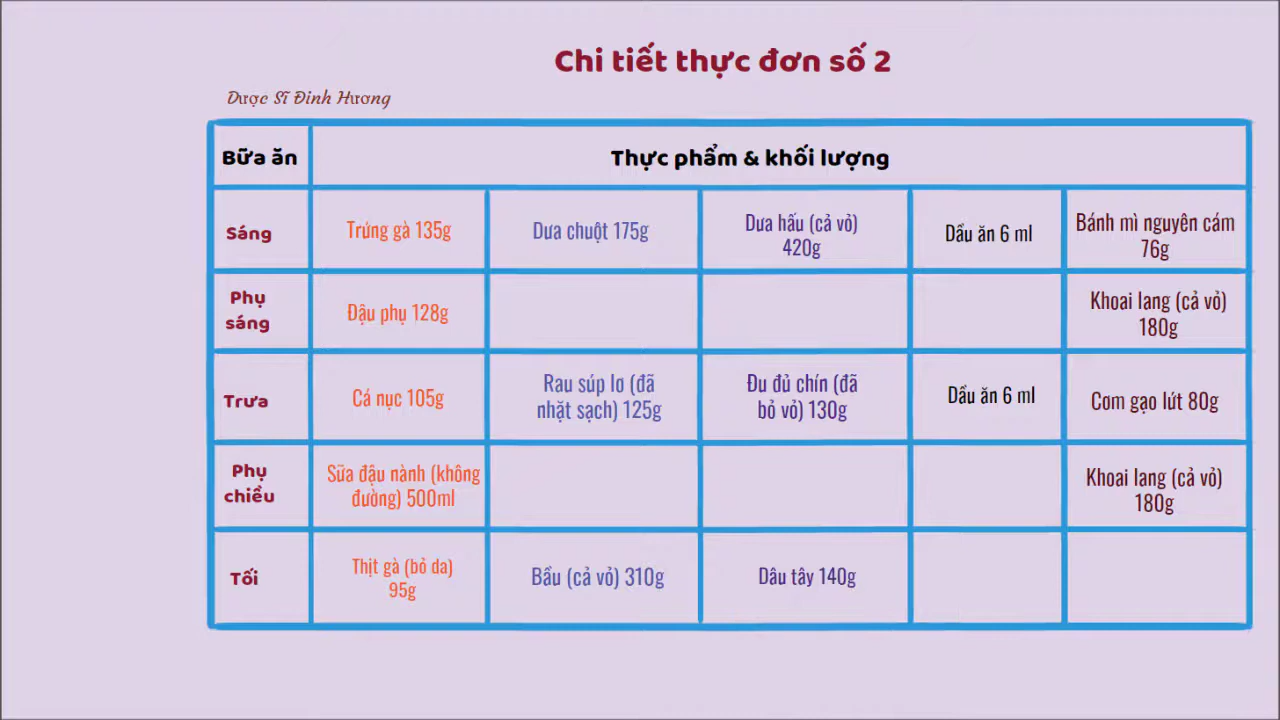 Chi tiết thực đơn số 2
Dược Sĩ Đinh Hương
Bữa ăn
Thực phẩm & khối lượng
Sáng
Trứng gà 135g
Dưa chuột 175g
Dưa hấu (cả vỏ)
420g
Dầu ăn 6 ml
Bánh mì nguyên cám
76g
Phụ
sáng
Đậu phụ 128g
Khoai lang (cả vỏ)
180g
Trưa
Cá nục 105g
Rau súp lơ (đã
nhặt sạch) 125g
Đu đủ chín (đã
bỏ vỏ) 130g
Dầu ăn 6 ml
Cơm gạo lứt 80g
Phụ
chiều
Sữa đậu nành (không
đường) 500ml
Khoai lang (cả vỏ)
180g
Tối
Thịt gà (bỏ da)
95g
Bầu (cả vỏ) 310g
Dâu tây 140g